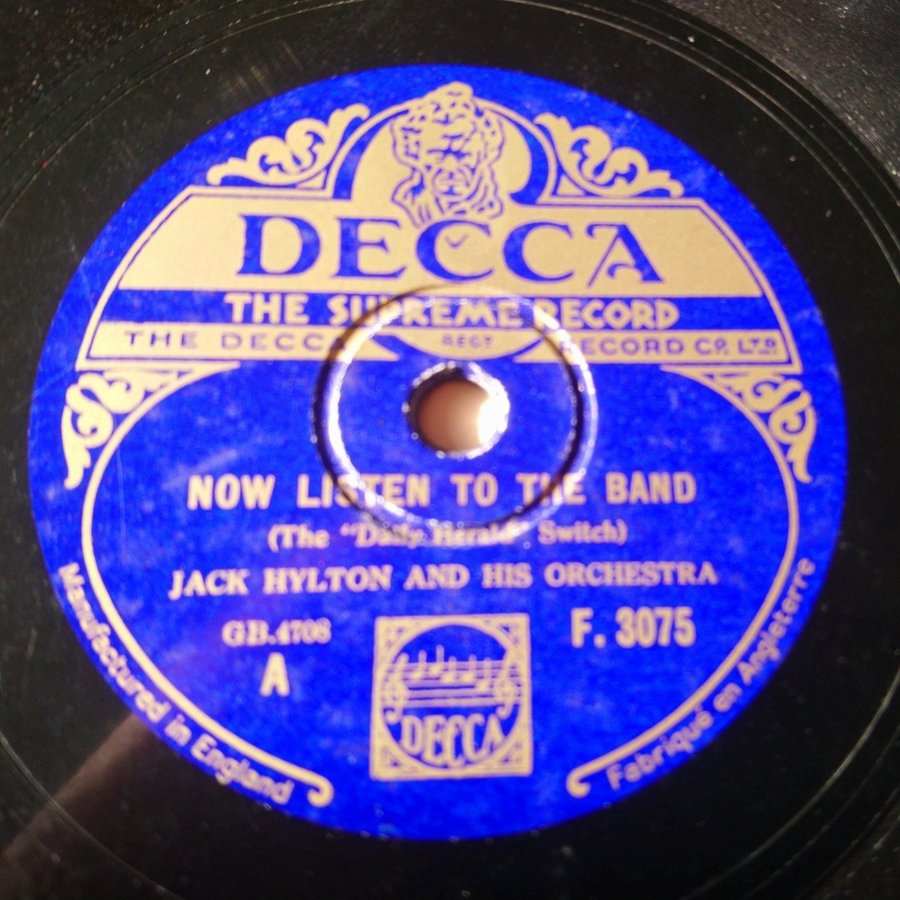 DECCA
THE SUPREME RECORD
THE DECCA REGD RECORD CO. LTD
NOW LISTEN TO THE BAND
(The "Daily Herald" Switch)
JACK HYLTON AND HIS ORCHESTRA
GB.4708 F. 3075
A
DECCA
Manufactured in England
Fabriqué en Angleterre